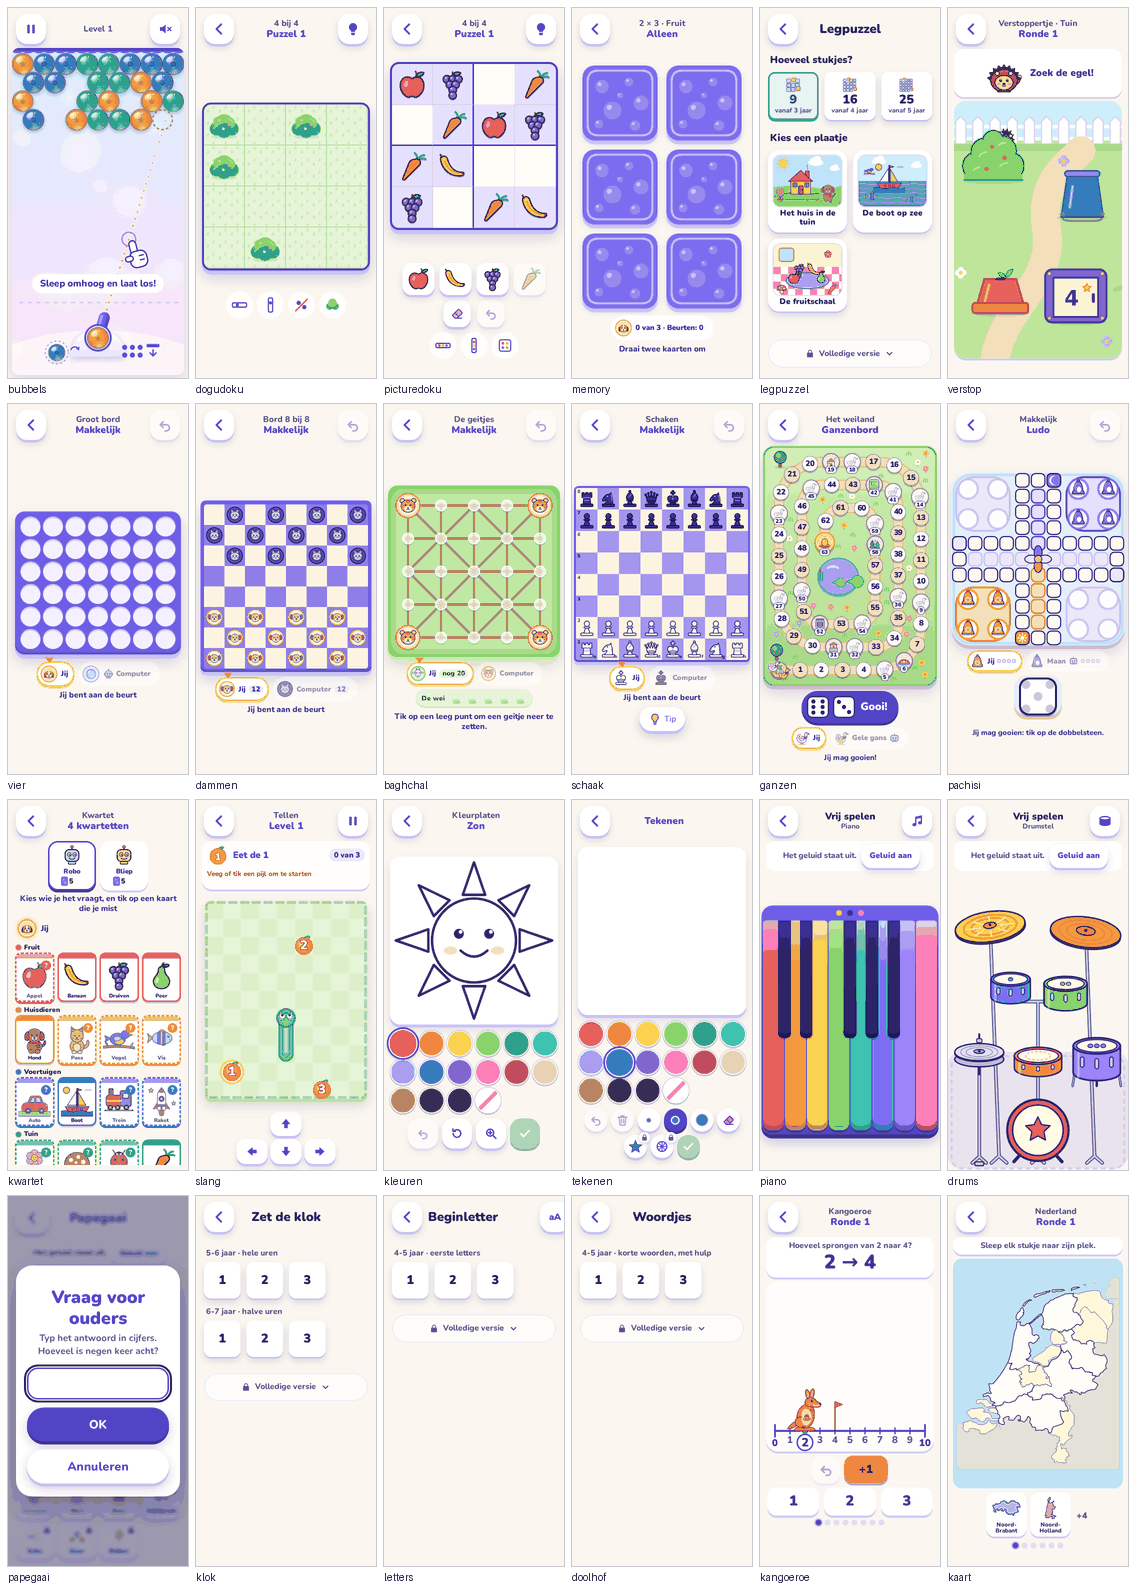 Level 1
Sleep omhoog en laat los!
bubbels
4 bij 4
Puzzel 1
dogudoku
4 bij 4
Puzzel 1
picturedoku
2 × 3 · Fruit
Alleen
0 van 3 · Beurten: 0
Draai twee kaarten om
memory
Legpuzzel
Hoeveel stukjes?
9
vanaf 3 jaar
16
vanaf 4 jaar
25
vanaf 5 jaar
Kies een plaatje
Het huis in de
tuin
De boot op zee
De fruitschaal
Volledige versie
legpuzzel
Verstoppertje · Tuin
Ronde 1
Zoek de egel!
4
verstop
Groot bord
Makkelijk
Jij
Computer
Jij bent aan de beurt
vier
Bord 8 bij 8
Makkelijk
Jij 12
Computer 12
Jij bent aan de beurt
dammen
De geitjes
Makkelijk
Jij nog 20
Computer
De wei
Tik op een leeg punt om een geitje neer te
zetten.
baghchal
Schaken
Makkelijk
Jij
Computer
Jij bent aan de beurt
Tip
schaak
Het weiland
Ganzenbord
Gooi!
Jij
Gele gans
Jij mag gooien!
ganzen
Makkelijk
Ludo
Jij
Maan
Jij mag gooien: tik op de dobbelsteen.
pachisi
Kwartet
4 kwartetten
Robo
5
Bliep
5
Kies wie je het vraagt, en tik op een kaart
die je mist
Jij
Fruit
Appel
Banaan
Druiven
Peer
Huisdieren
Hond
Poes
Vogel
Vis
Voertuigen
Auto
Boot
Trein
Raket
Tuin
kwartet
Tellen
Level 1
1
Eet de 1
0 van 3
Veeg of tik een pijl om te starten
2
1
3
slang
Kleurplaten
Zon
kleuren
Tekenen
tekenen
Vrij spelen
Piano
Het geluid staat uit.
Geluid aan
piano
Vrij spelen
Drumstel
Het geluid staat uit.
Geluid aan
drums
Papegaai
Vraag voor
ouders
Typ het antwoord in cijfers.
Hoeveel is negen keer acht?
OK
Annuleren
papegaai
Zet de klok
5-6 jaar · hele uren
1 2 3
6-7 jaar · halve uren
1 2 3
Volledige versie
klok
Beginletter
aA
4-5 jaar · eerste letters
1 2 3
Volledige versie
letters
Woordjes
4-5 jaar · korte woorden, met hulp
1 2 3
Volledige versie
doolhof
Kangoeroe
Ronde 1
Hoeveel sprongen van 2 naar 4?
2 → 4
0 1 2 3 4 5 6 7 8 9 10
+1
1 2 3
kangoeroe
Nederland
Ronde 1
Sleep elk stukje naar zijn plek.
Noord-
Brabant
Noord-
Holland
+4
kaart